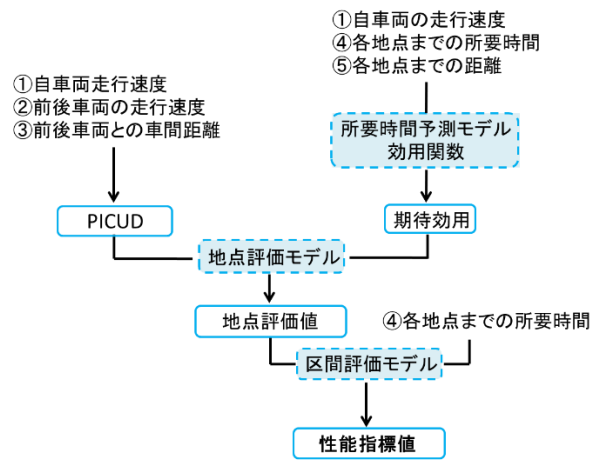 ①自車両の走行速度
④各地点までの所要時間
⑤各地点までの距離
①自車両走行速度
②前後車両の走行速度
③前後車両との車間距離
所要時間予測モデル
効用関数
PICUD
期待効用
地点評価モデル
地点評価値
④各地点までの所要時間
区間評価モデル
性能指標値